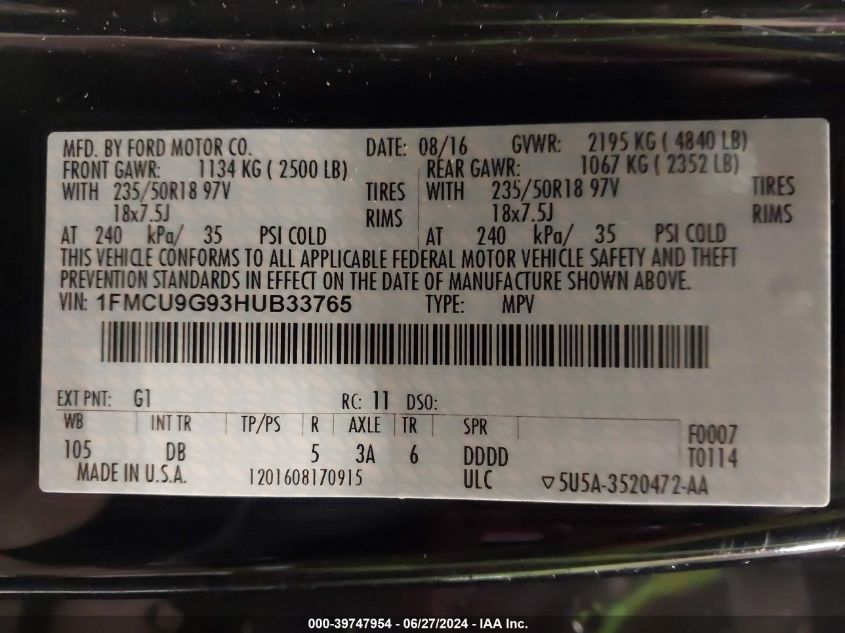 MFD. BY FORD MOTOR CO. DATE: 08/16 GVWR: 2195 KG ( 4840 LB)
FRONT GAWR: 1134 KG ( 2500 LB) REAR GAWR: 1067 KG ( 2352 LB)
WITH 235/50R18 97V TIRES WITH 235/50R18 97V TIRES
18x7.5J RIMS 18x7.5J RIMS
AT 240 kPa/ 35 PSI COLD AT 240 kPa/ 35 PSI COLD
THIS VEHICLE CONFORMS TO ALL APPLICABLE FEDERAL MOTOR VEHICLE SAFETY AND THEFT
PREVENTION STANDARDS IN EFFECT ON THE DATE OF MANUFACTURE SHOWN ABOVE.
VIN: 1FMCU9G93HUB33765 TYPE: MPV
EXT PNT: G1 RC: 11 DSO:
WB INT TR TP/PS R AXLE TR SPR F0007
105 DB 5 3A 6 DDDD T0114
MADE IN U.S.A. 1201608170915 ULC ▽5U5A-3520472-AA
000-39747954 - 06/27/2024 - IAA Inc.